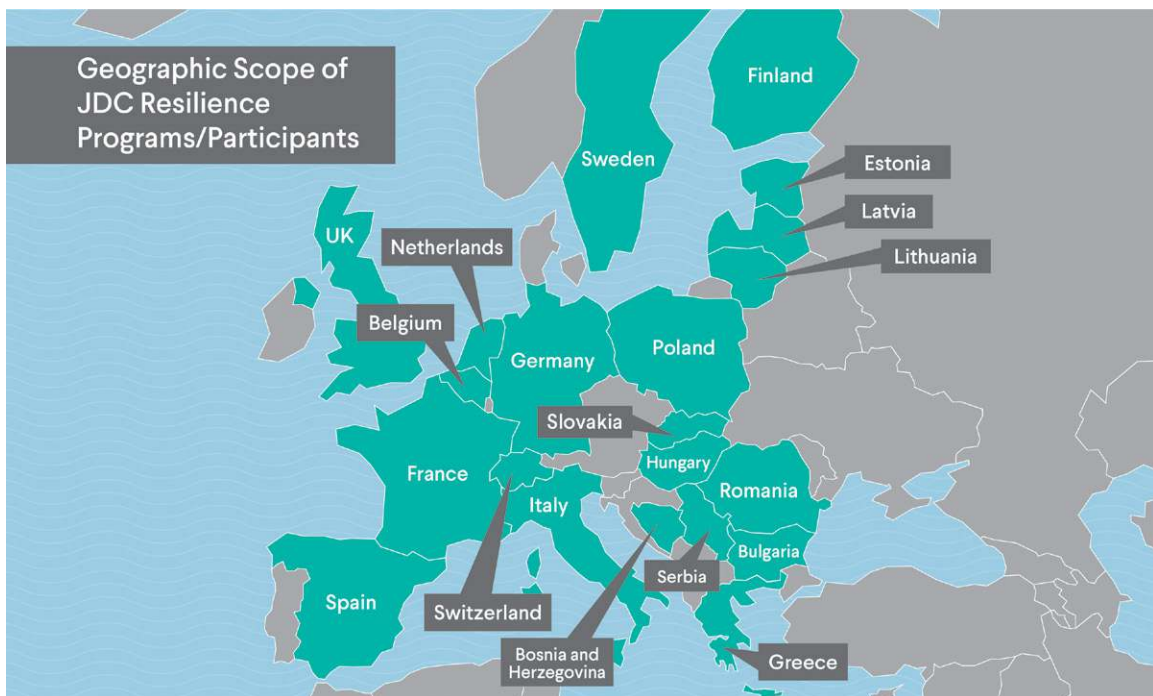 Geographic Scope of
JDC Resilience
Programs/Participants
Finland
Sweden
Estonia
Latvia
Lithuania
UK
Netherlands
Belgium
Germany
Poland
Slovakia
Hungary
France
Romania
Italy
Bulgaria
Serbia
Spain
Switzerland
Bosnia and
Herzegovina
Greece